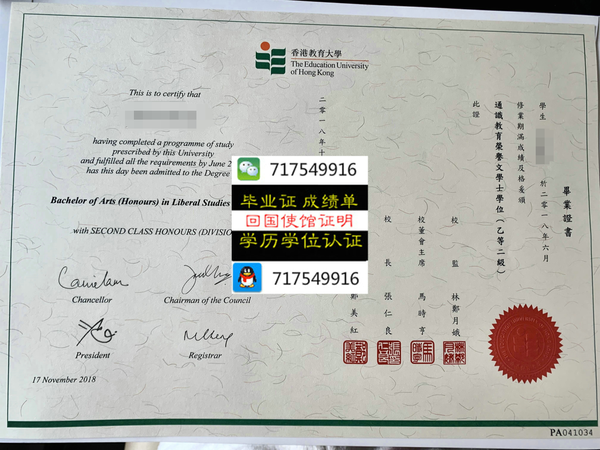 香港教育大學
The Education University
of Hong Kong
This is to certify that
having completed a programme of study
prescribed by this University
and fulfilled all the requirements by June 2
has this day been admitted to the Degree
Bachelor of Arts (Honours) in Liberal Studies
with SECOND CLASS HONOURS (DIVISIO
Chancellor
Chairman of the Council
President
Registrar
17 November 2018
717549916
毕业证 成绩单
回国使馆证明
学历学位认证
717549916
畢業證書
學生
於二零一八年六月
修業期滿成績及格爰頒
通識教育榮譽文學士學位(乙等二級)
此證
校監 林鄭月娥
校董會主席 馬時亨
校長 張仁良
鄭美紅
二零一八年十
PA041034